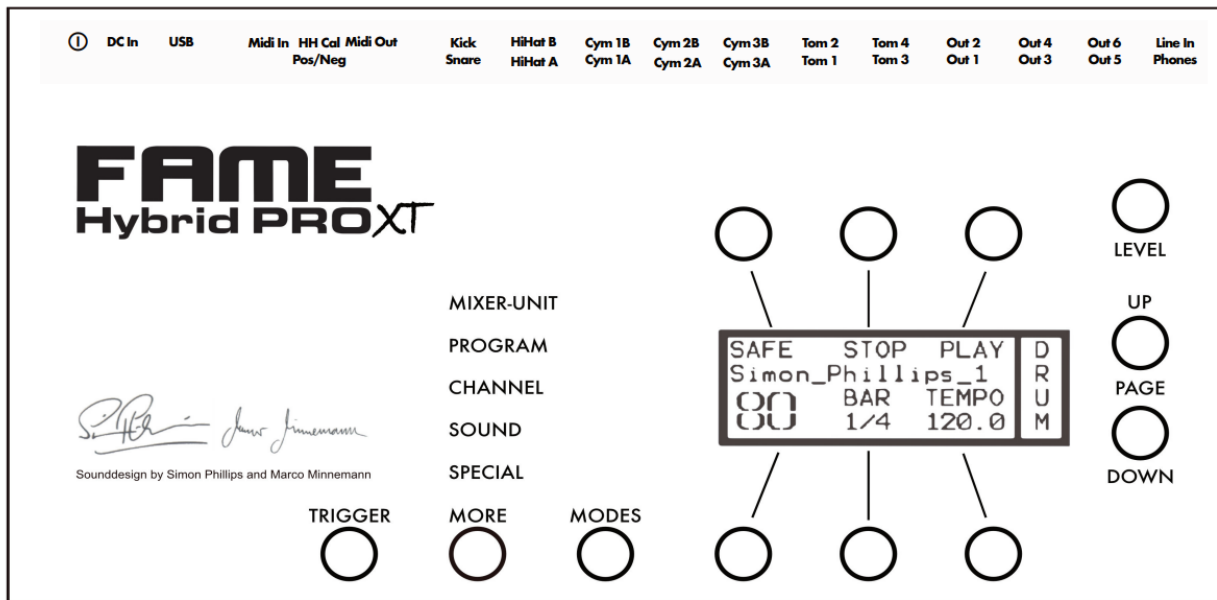 DC In USB Midi In HH Cal Midi Out Kick HiHat B Cym 1B Cym 2B Cym 3B Tom 2 Tom 4 Out 2 Out 4 Out 6 Line In
Pos/Neg Snare HiHat A Cym 1A Cym 2A Cym 3A Tom 1 Tom 3 Out 1 Out 3 Out 5 Phones
FAME
Hybrid PRO XT
LEVEL
MIXER-UNIT
UP
PROGRAM
SAFE STOP PLAY
Simon_Phillips_1
80 BAR TEMPO
1/4 120.0
DRUM
PAGE
CHANNEL
SOUND
DOWN
SPECIAL
Sounddesign by Simon Phillips and Marco Minnemann
TRIGGER MORE MODES